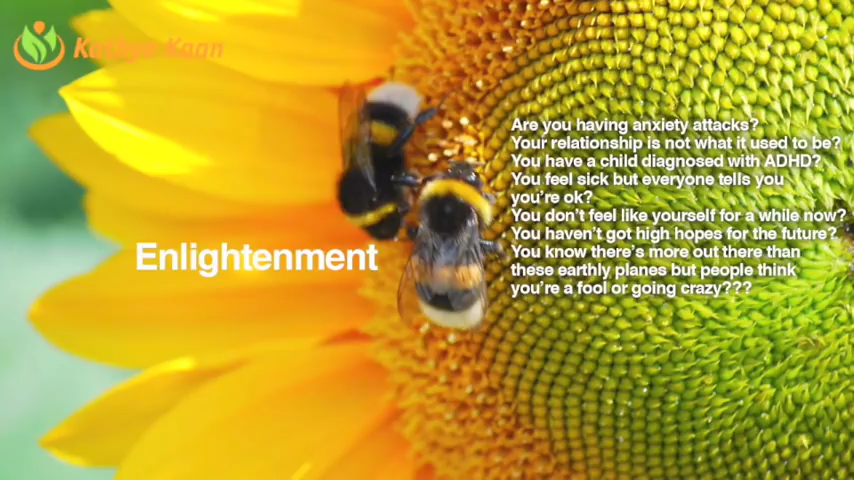 Enlightenment
Are you having anxiety attacks?
Your relationship is not what it used to be?
You have a child diagnosed with ADHD?
You feel sick but everyone tells you
you're ok?
You don't feel like yourself for a while now?
You haven't got high hopes for the future?
You know there's more out there than
these earthly planes but people think
you're a fool or going crazy???